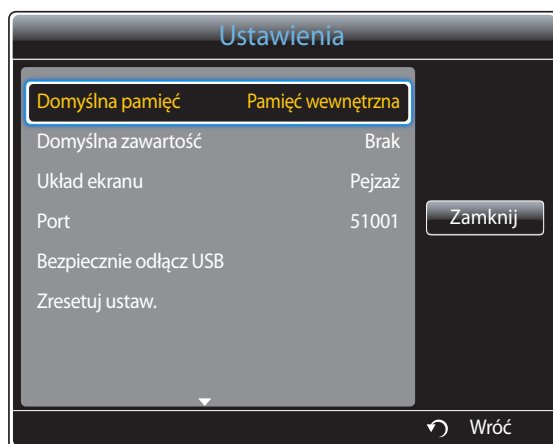 Ustawienia
Domyślna pamięć Pamięć wewnętrzna
Domyślna zawartość Brak
Układ ekranu Pejzaż
Port 51001
Zamknij
Bezpiecznie odłącz USB
Zresetuj ustaw.
Wróć